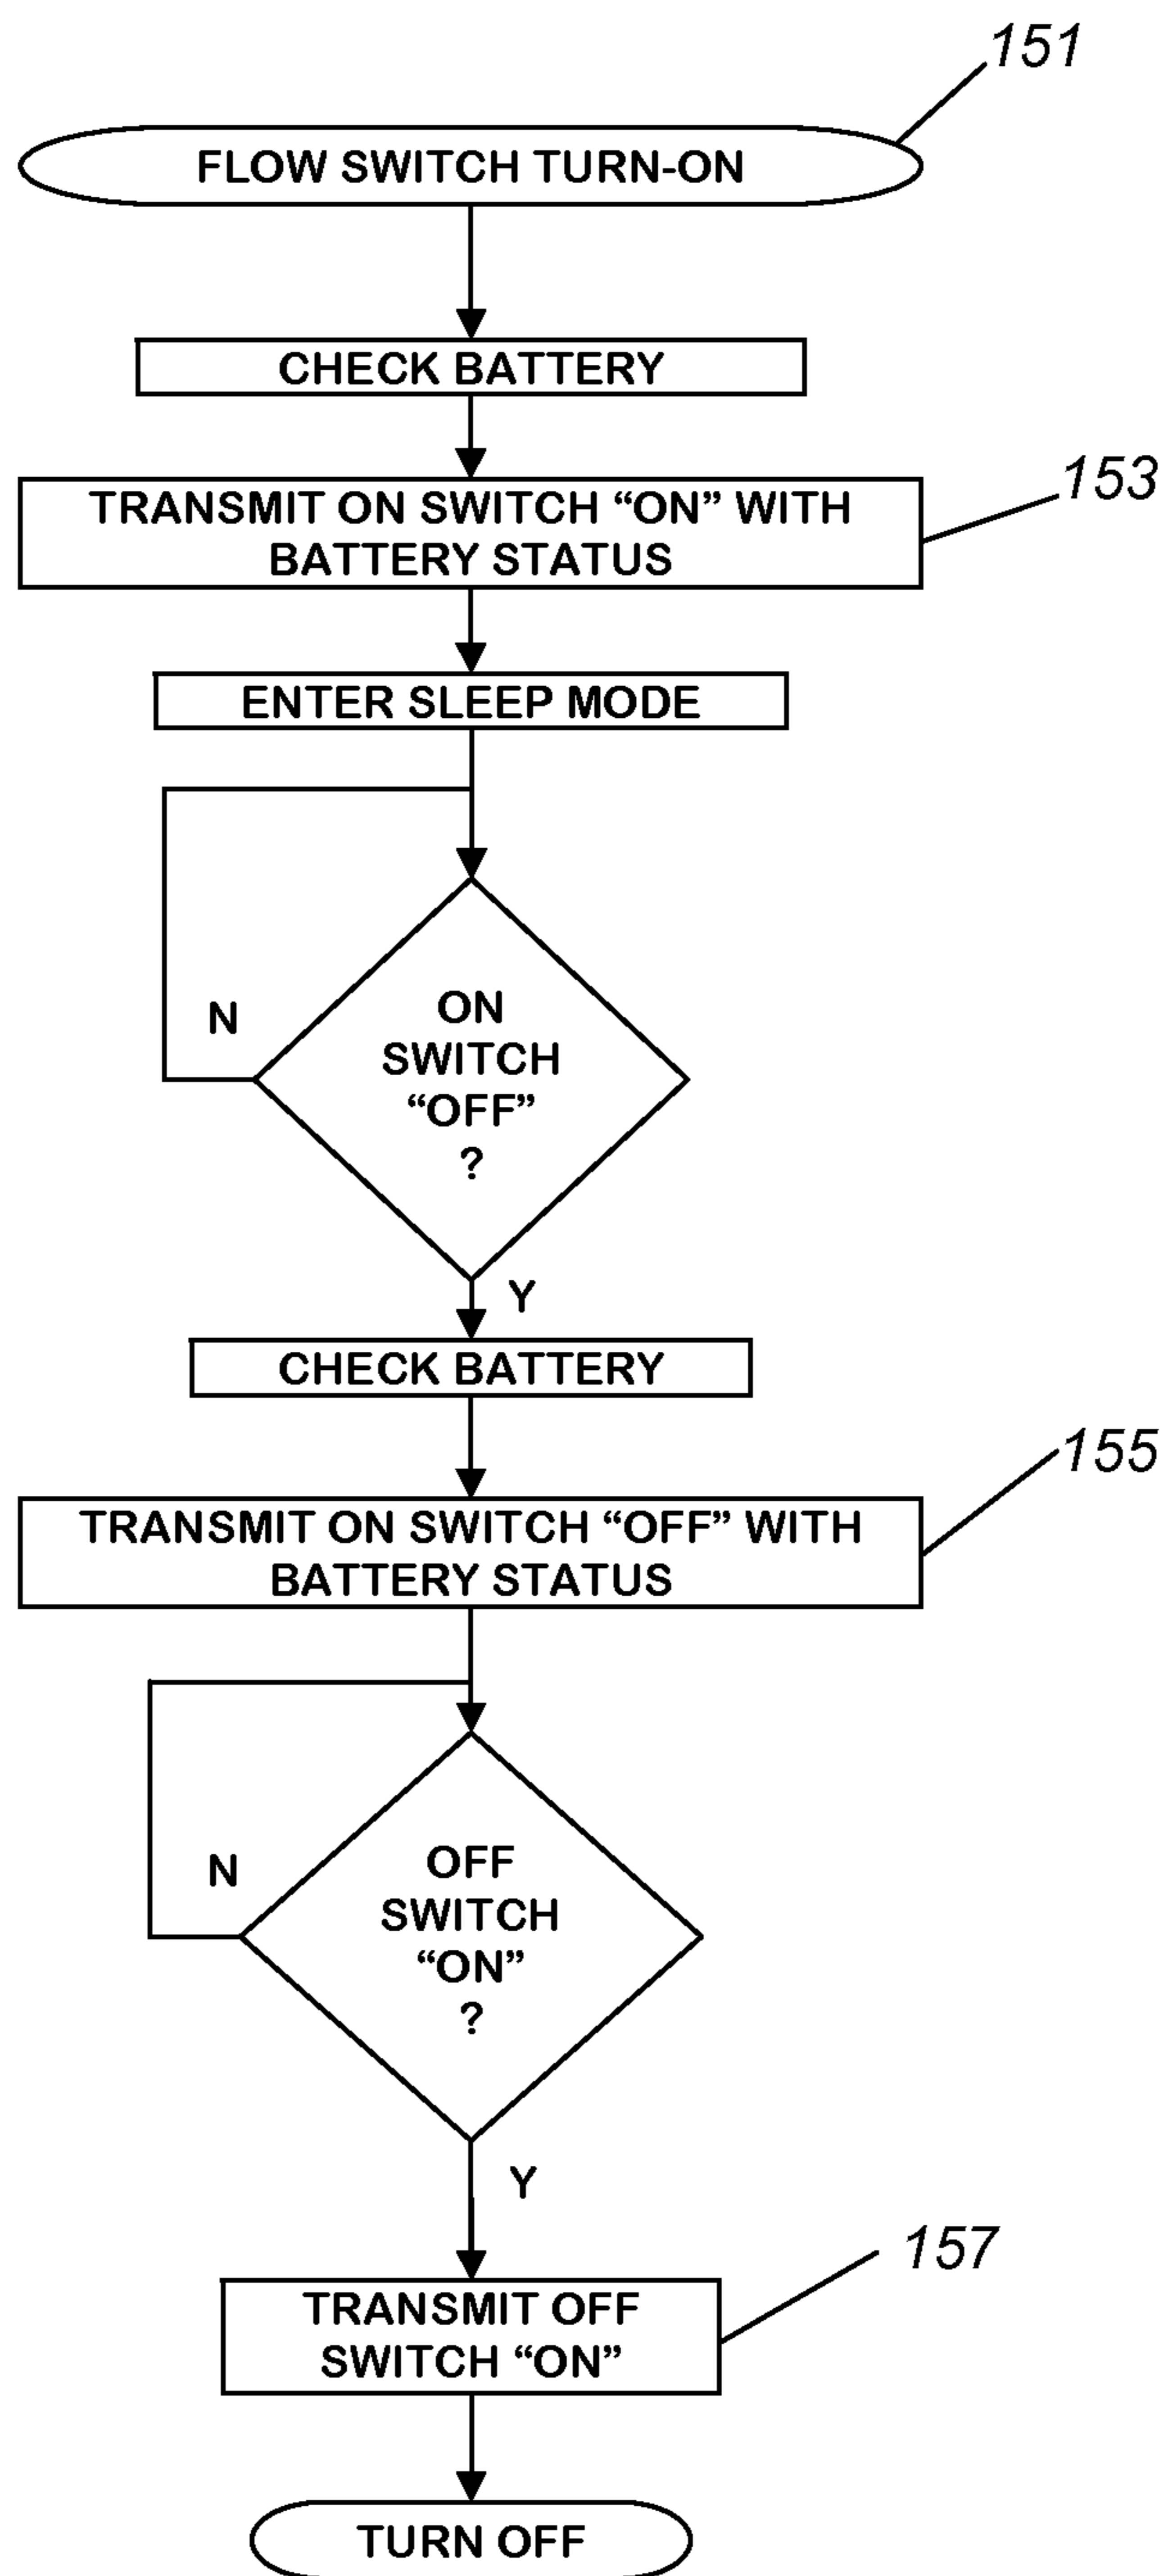 151
FLOW SWITCH TURN-ON
CHECK BATTERY
153
TRANSMIT ON SWITCH “ON” WITH
BATTERY STATUS
ENTER SLEEP MODE
N
ON
SWITCH
“OFF”
?
Y
CHECK BATTERY
155
TRANSMIT ON SWITCH “OFF” WITH
BATTERY STATUS
N
OFF
SWITCH
“ON”
?
Y
157
TRANSMIT OFF
SWITCH “ON”
TURN OFF